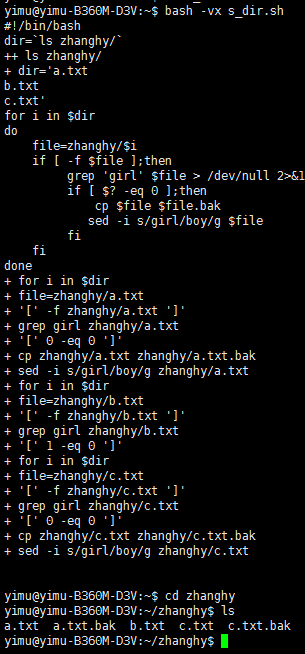 yimu@yimu-B360M-D3V:~$ bash -vx s_dir.sh
#!/bin/bash
dir=`ls zhanghy/`
++ ls zhanghy/
+ dir='a.txt
b.txt
c.txt'
for i in $dir
do
    file=zhanghy/$i
    if [ -f $file ];then
         grep 'girl' $file > /dev/null 2>&1
         if [ $? -eq 0 ];then
             cp $file $file.bak
            sed -i s/girl/boy/g $file
         fi
    fi
done
+ for i in $dir
+ file=zhanghy/a.txt
+ '[' -f zhanghy/a.txt ']'
+ grep girl zhanghy/a.txt
+ '[' 0 -eq 0 ']'
+ cp zhanghy/a.txt zhanghy/a.txt.bak
+ sed -i s/girl/boy/g zhanghy/a.txt
+ for i in $dir
+ file=zhanghy/b.txt
+ '[' -f zhanghy/b.txt ']'
+ grep girl zhanghy/b.txt
+ '[' 1 -eq 0 ']'
+ for i in $dir
+ file=zhanghy/c.txt
+ '[' -f zhanghy/c.txt ']'
+ grep girl zhanghy/c.txt
+ '[' 0 -eq 0 ']'
+ cp zhanghy/c.txt zhanghy/c.txt.bak
+ sed -i s/girl/boy/g zhanghy/c.txt
yimu@yimu-B360M-D3V:~$ cd zhanghy
yimu@yimu-B360M-D3V:~/zhanghy$ ls
a.txt  a.txt.bak  b.txt  c.txt  c.txt.bak
yimu@yimu-B360M-D3V:~/zhanghy$